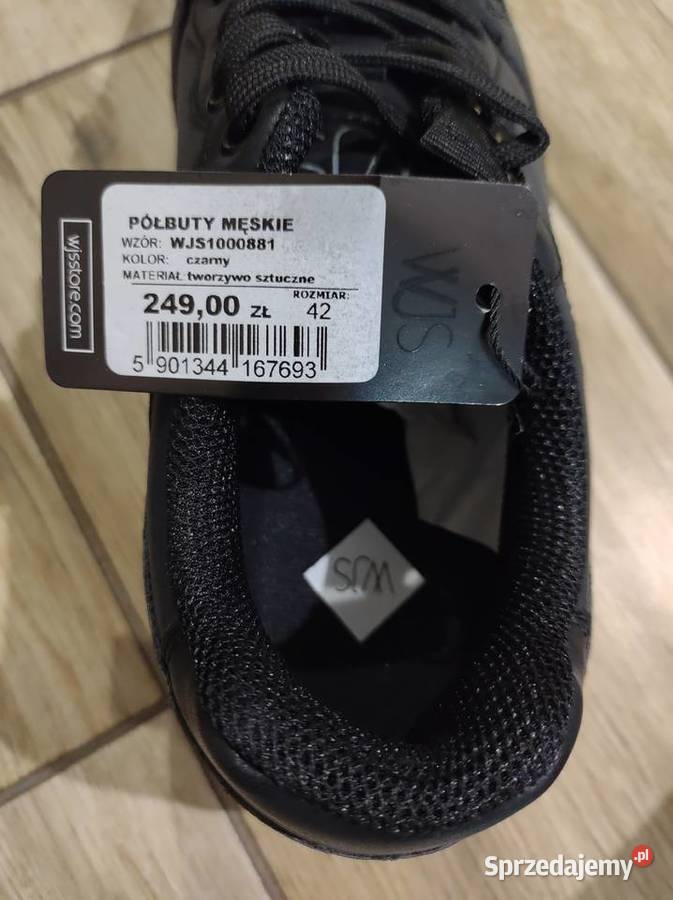 wjsstore.com
PÓŁBUTY MĘSKIE
WZÓR: WJS1000881
KOLOR: czarny
MATERIAŁ: tworzywo sztuczne
249,00 ZŁ
ROZMIAR:
42
5 901344 167693
WJS
WJS
Sprzedajemy.pl